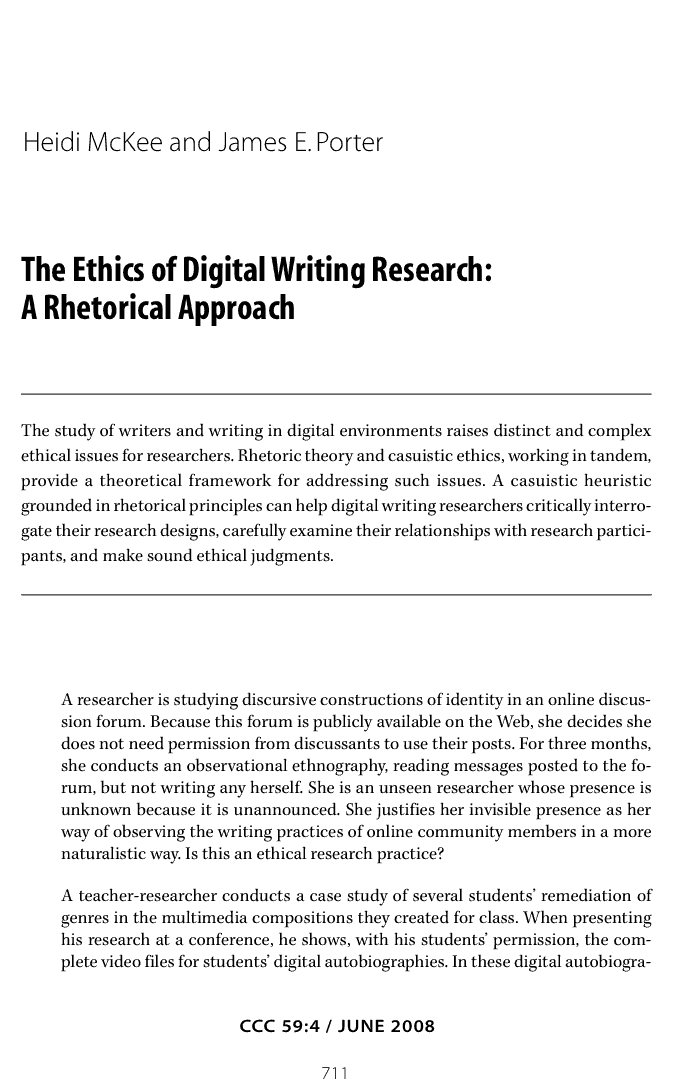 Heidi McKee and James E. Porter
The Ethics of Digital Writing Research:
A Rhetorical Approach
The study of writers and writing in digital environments raises distinct and complex
ethical issues for researchers. Rhetoric theory and casuistic ethics, working in tandem,
provide a theoretical framework for addressing such issues. A casuistic heuristic
grounded in rhetorical principles can help digital writing researchers critically interro-
gate their research designs, carefully examine their relationships with research partici-
pants, and make sound ethical judgments.
A researcher is studying discursive constructions of identity in an online discus-
sion forum. Because this forum is publicly available on the Web, she decides she
does not need permission from discussants to use their posts. For three months,
she conducts an observational ethnography, reading messages posted to the fo-
rum, but not writing any herself. She is an unseen researcher whose presence is
unknown because it is unannounced. She justifies her invisible presence as her
way of observing the writing practices of online community members in a more
naturalistic way. Is this an ethical research practice?
A teacher-researcher conducts a case study of several students’ remediation of
genres in the multimedia compositions they created for class. When presenting
his research at a conference, he shows, with his students’ permission, the com-
plete video files for students’ digital autobiographies. In these digital autobiogra-
CCC 59:4 / JUNE 2008
711